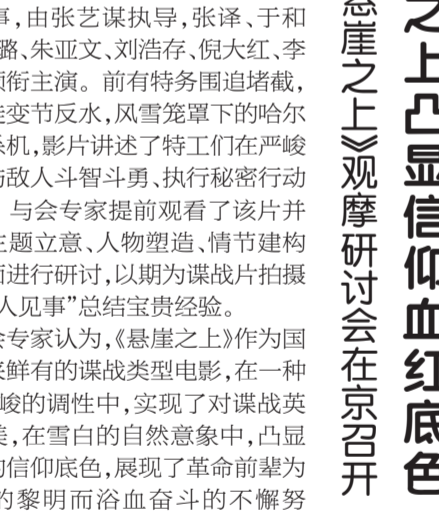 之上凸显信仰血红底色
悬崖之上》观摩研讨会在京召开
事,由张艺谋执导,张译、于和
璐、朱亚文、刘浩存、倪大红、李
领衔主演。前有特务围追堵截,
徒变节反水,风雪笼罩下的哈尔
杀机,影片讲述了特工们在严峻
与敌人斗智斗勇、执行秘密行动
。与会专家提前观看了该片并
主题立意、人物塑造、情节建构
面进行研讨,以期为谍战片拍摄
人见事”总结宝贵经验。
会专家认为,《悬崖之上》作为国
来鲜有的谍战类型电影,在一种
峻的调性中,实现了对谍战英
美,在雪白的自然意象中,凸显
的信仰底色,展现了革命前辈为
的黎明而浴血奋斗的不懈努